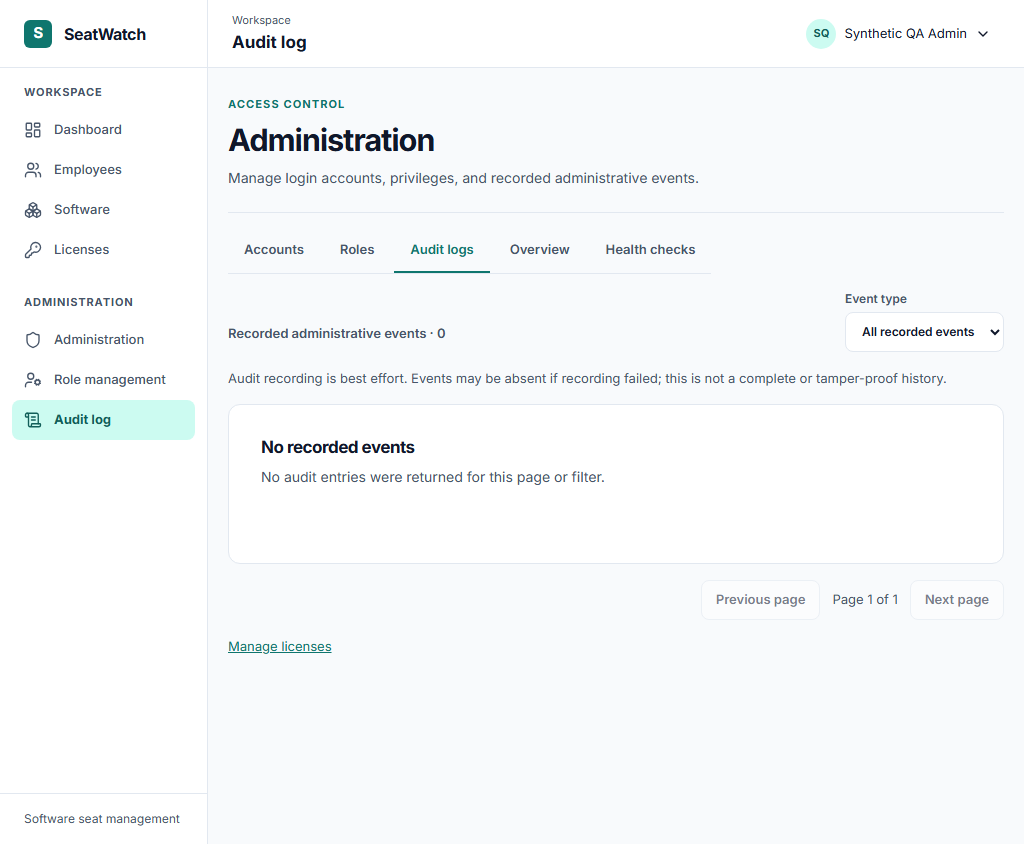 S
SeatWatch
Workspace
Audit log
SQ
Synthetic QA Admin
WORKSPACE
Dashboard
Employees
Software
Licenses
ADMINISTRATION
Administration
Role management
Audit log
Software seat management
ACCESS CONTROL
Administration
Manage login accounts, privileges, and recorded administrative events.
Accounts
Roles
Audit logs
Overview
Health checks
Event type
Recorded administrative events · 0
All recorded events
Audit recording is best effort. Events may be absent if recording failed; this is not a complete or tamper-proof history.
No recorded events
No audit entries were returned for this page or filter.
Previous page
Page 1 of 1
Next page
Manage licenses